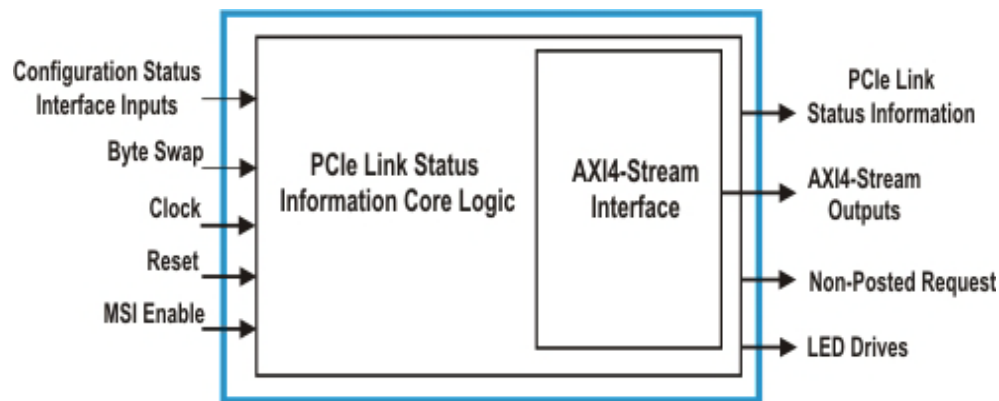 Configuration Status
Interface Inputs
Byte Swap
Clock
Reset
MSI Enable
PCIe Link Status
Information Core Logic
AXI4-Stream
Interface
PCIe Link
Status Information
AXI4-Stream
Outputs
Non-Posted Request
LED Drives